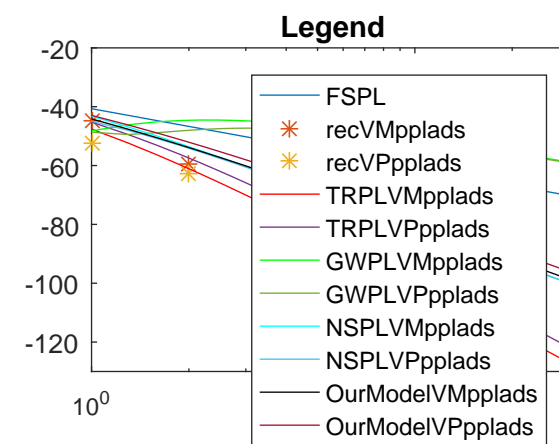 Legend
-20
-40
-60
-80
-100
-120
10^0
FSPL
recVMpplads
recVPpplads
TRPLVMpplads
TRPLVPpplads
GWPLVMpplads
GWPLVPpplads
NSPLVMpplads
NSPLVPpplads
OurModelVMpplads
OurModelVPpplads